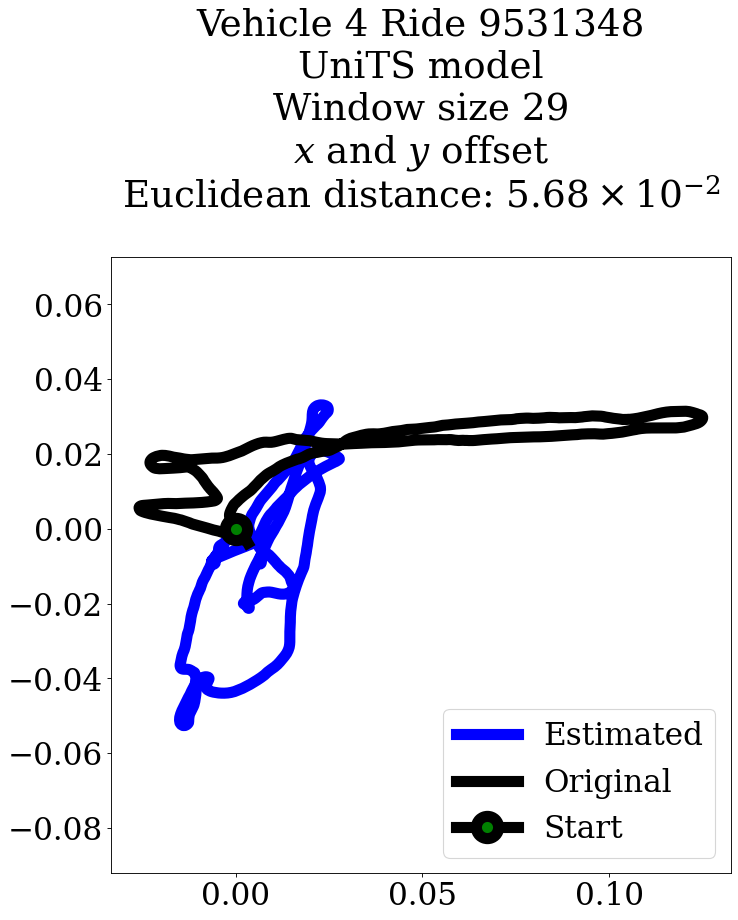 Vehicle 4 Ride 9531348
UniTS model
Window size 29
x and y offset
Euclidean distance: 5.68 × 10⁻²
0.06
0.04
0.02
0.00
−0.02
−0.04
−0.06
−0.08
0.00 0.05 0.10
Estimated
Original
Start